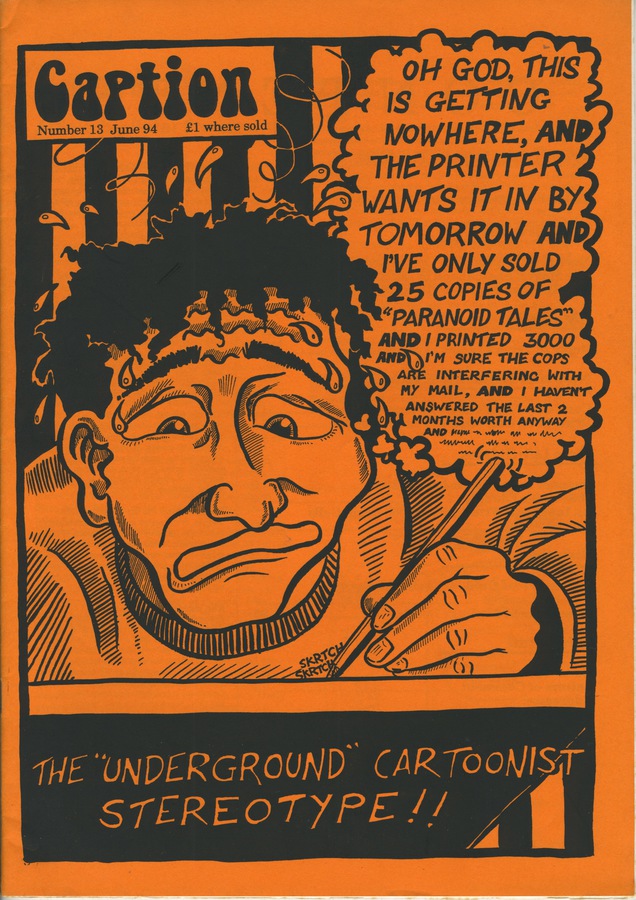 Caption
Number 13 June 94 £1 where sold
OH GOD, THIS
IS GETTING
NOWHERE, AND
THE PRINTER
WANTS IT IN BY
TOMORROW AND
I'VE ONLY SOLD
25 COPIES OF
"PARANOID TALES"
AND I PRINTED 3000
AND I'M SURE THE COPS
ARE INTERFERING WITH
MY MAIL, AND I HAVEN'T
ANSWERED THE LAST 2
MONTHS WORTH ANYWAY
AND
SKRTCH
SKRTCH
THE "UNDERGROUND" CARTOONIST
STEREOTYPE!!